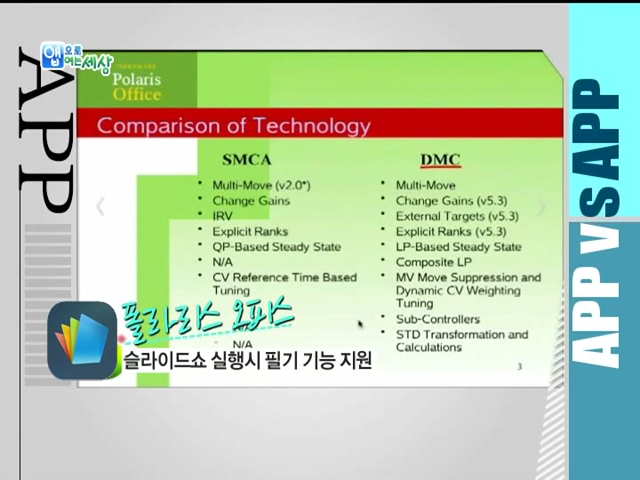 앱으로
여는세상
APP
Polaris
Office
Comparison of Technology
SMCA
• Multi-Move (v2.0*)
• Change Gains
• IRV
• Explicit Ranks
• QP-Based Steady State
• N/A
• CV Reference Time Based
Tuning
N/A
DMC
• Multi-Move
• Change Gains (v5.3)
• External Targets (v5.3)
• Explicit Ranks (v5.3)
• LP-Based Steady State
• Composite LP
• MV Move Suppression and
Dynamic CV Weighting
Tuning
• Sub-Controllers
• STD Transformation and
Calculations
3
폴라리스 오피스
슬라이드쇼 실행시 필기 기능 지원
APP vs APP